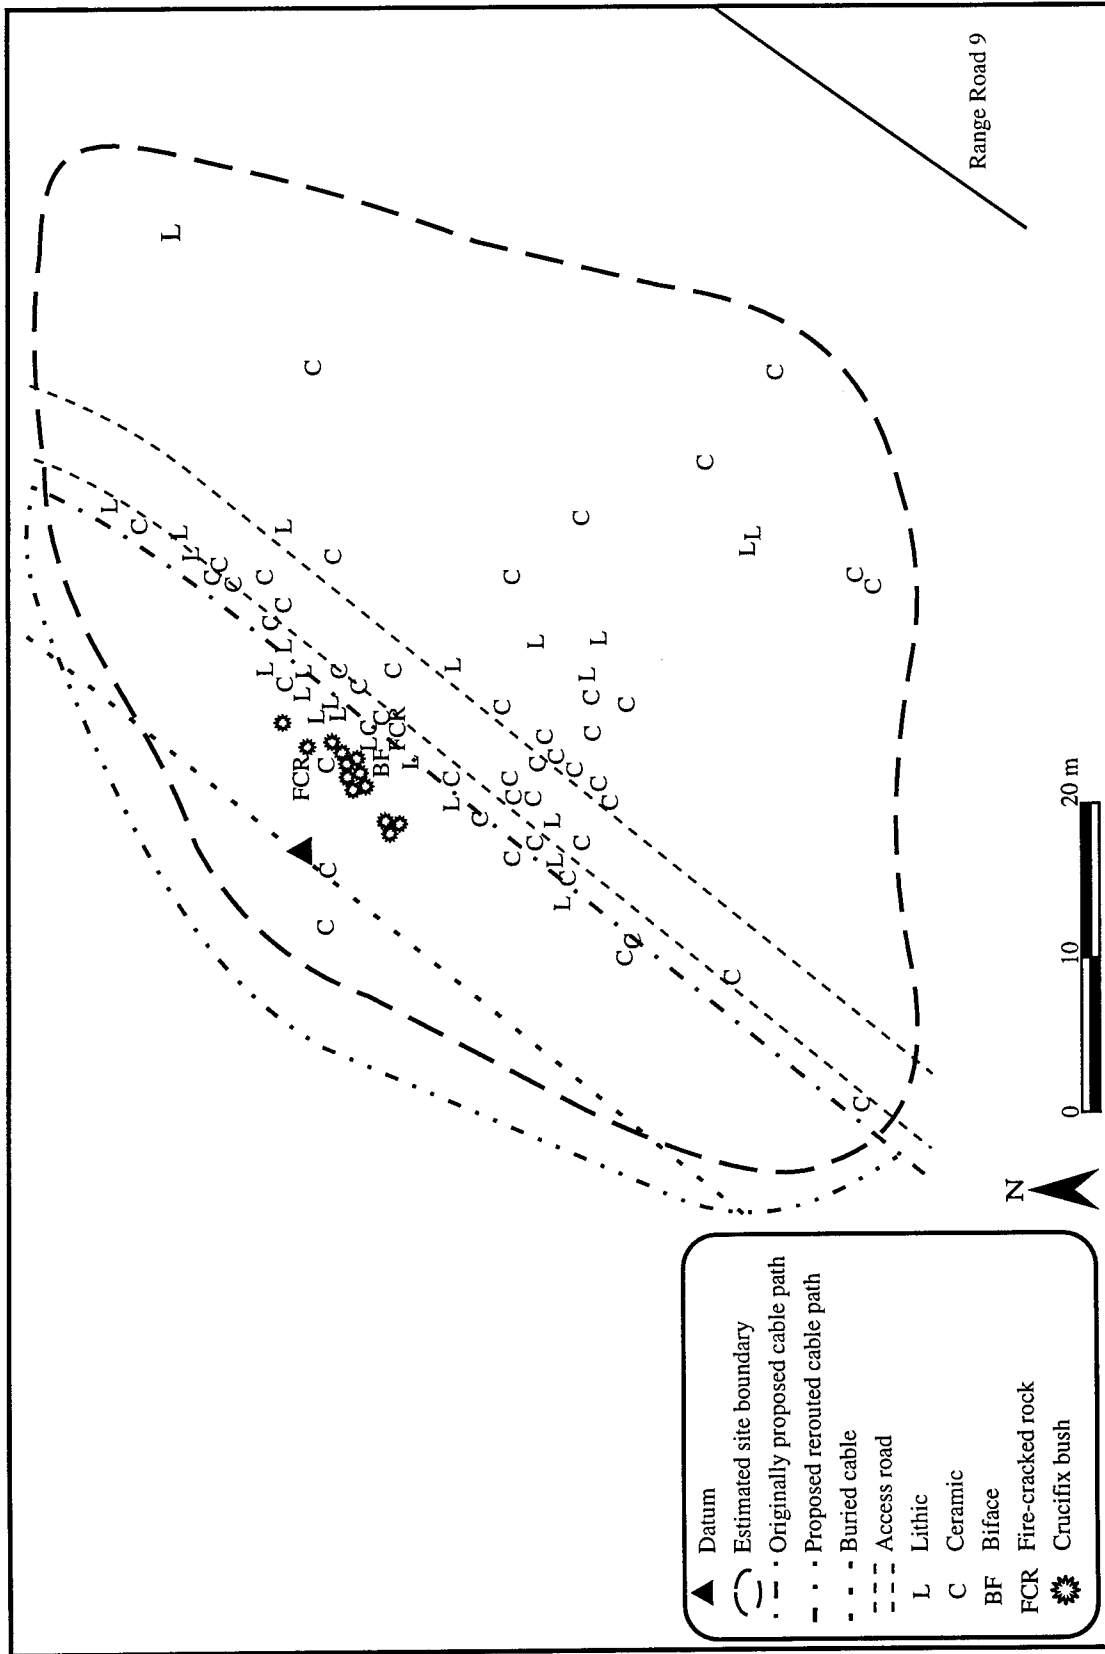 L
C
L
L
L
C
C
C
C
L
C
C
L
C
L
FCR
L
L
C
L
C
C
C
C
L
L
C
C
LC
BF C
C
FCR
L
L C
L
C
C
C
C
C
C
C
C
L
C
C
L
L
C
L
C
C
C
C
L
C
C
C
L
C
C
C
C
C
C
L
L
C
C
C
C
Range Road 9
Datum
Estimated site boundary
Originally proposed cable path
Proposed rerouted cable path
Buried cable
Access road
L Lithic
C Ceramic
BF Biface
FCR Fire-cracked rock
Crucifix bush
N
0 10 20 m